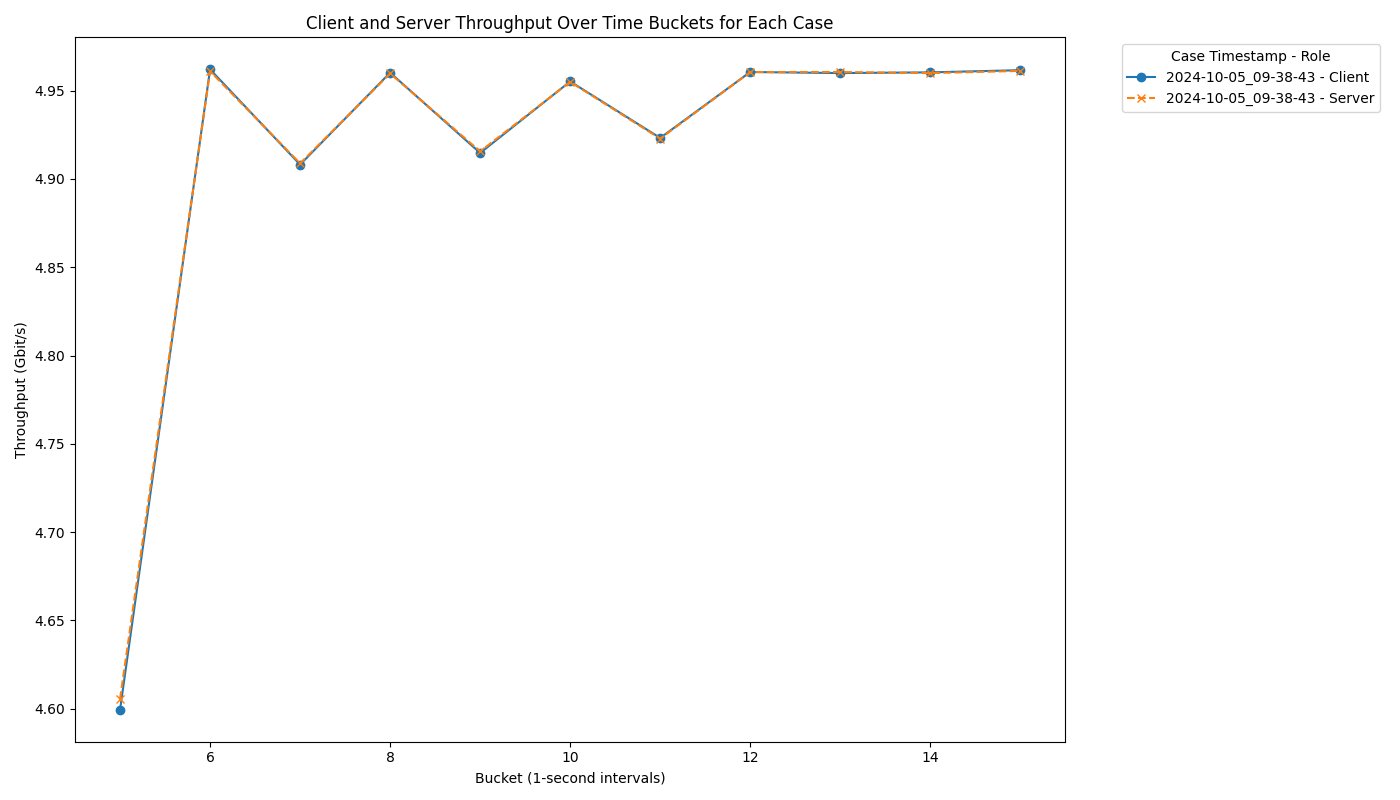 Client and Server Throughput Over Time Buckets for Each Case
Case Timestamp - Role
2024-10-05_09-38-43 - Client
2024-10-05_09-38-43 - Server
Throughput (Gbit/s)
4.95
4.90
4.85
4.80
4.75
4.70
4.65
4.60
6
8
10
12
14
Bucket (1-second intervals)